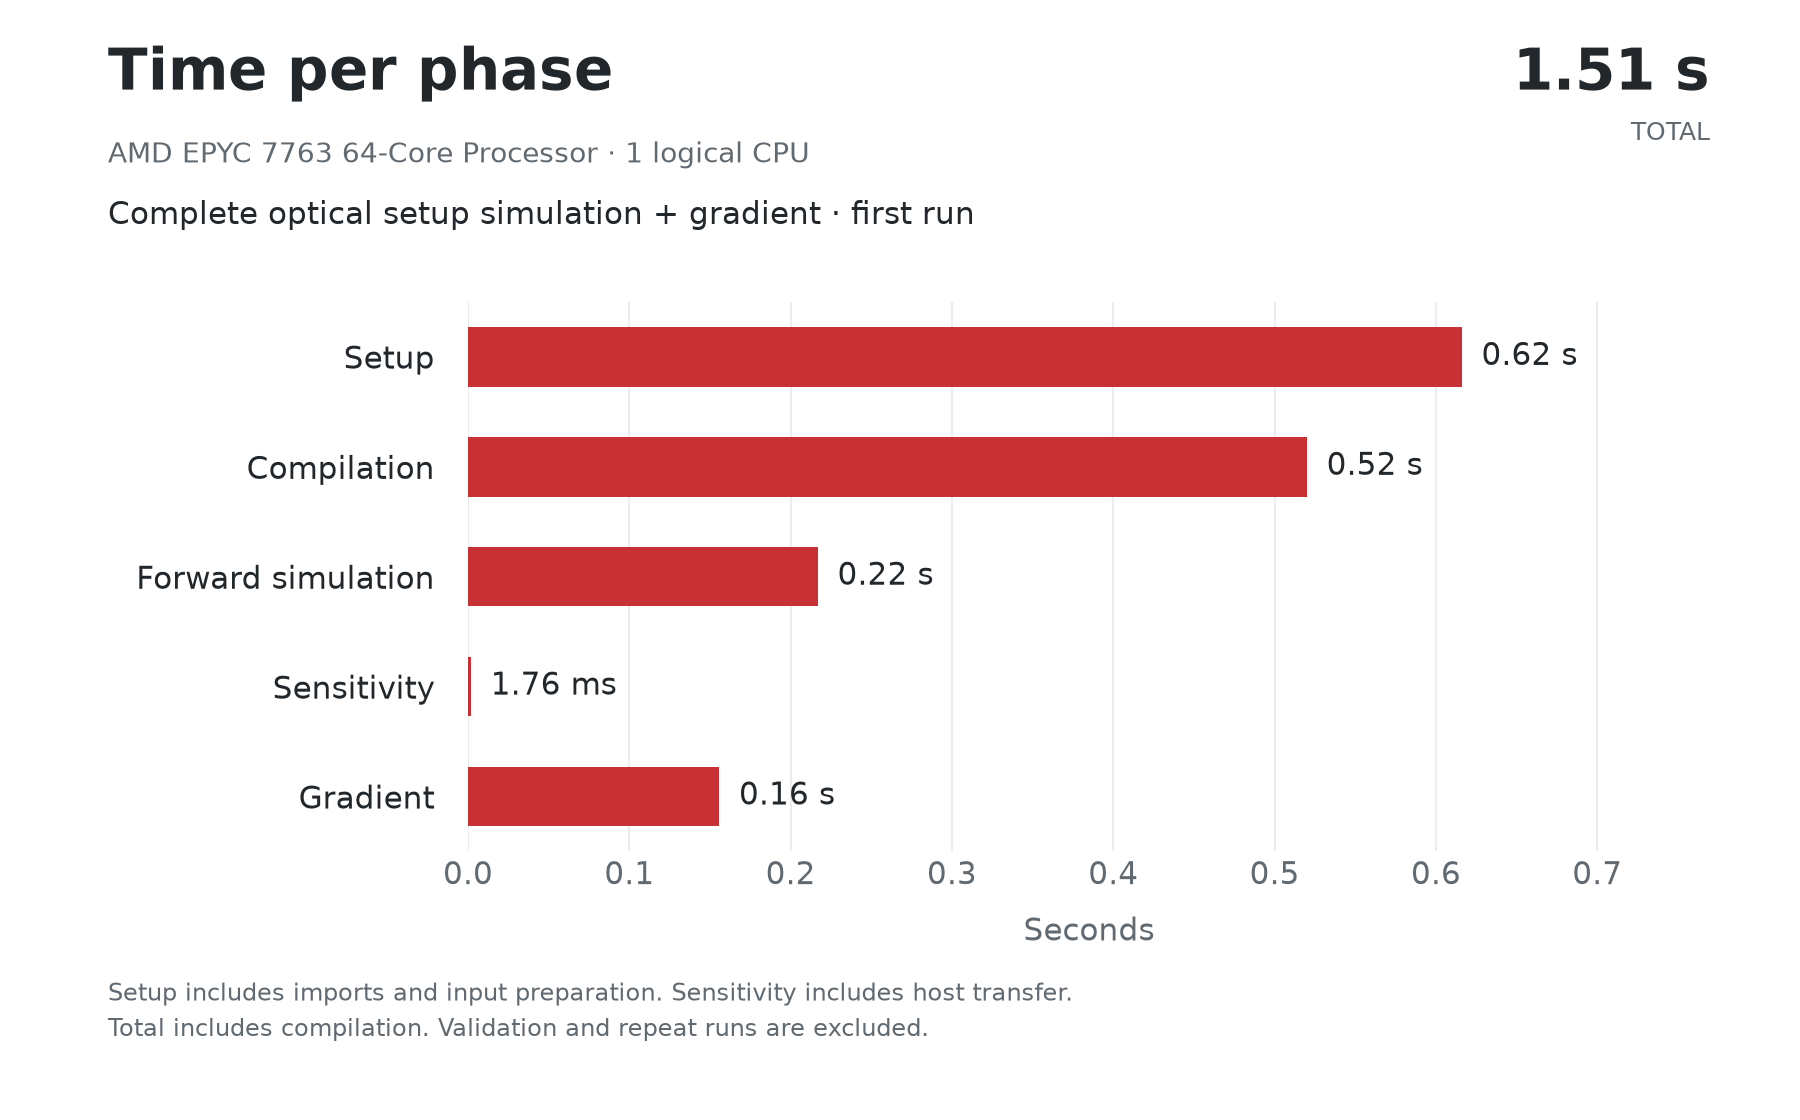 Time per phase
1.51 s
TOTAL
AMD EPYC 7763 64-Core Processor · 1 logical CPU
Complete optical setup simulation + gradient · first run
Setup
0.62 s
Compilation
0.52 s
Forward simulation
0.22 s
Sensitivity
1.76 ms
Gradient
0.16 s
0.0 0.1 0.2 0.3 0.4 0.5 0.6 0.7
Seconds
Setup includes imports and input preparation. Sensitivity includes host transfer.
Total includes compilation. Validation and repeat runs are excluded.